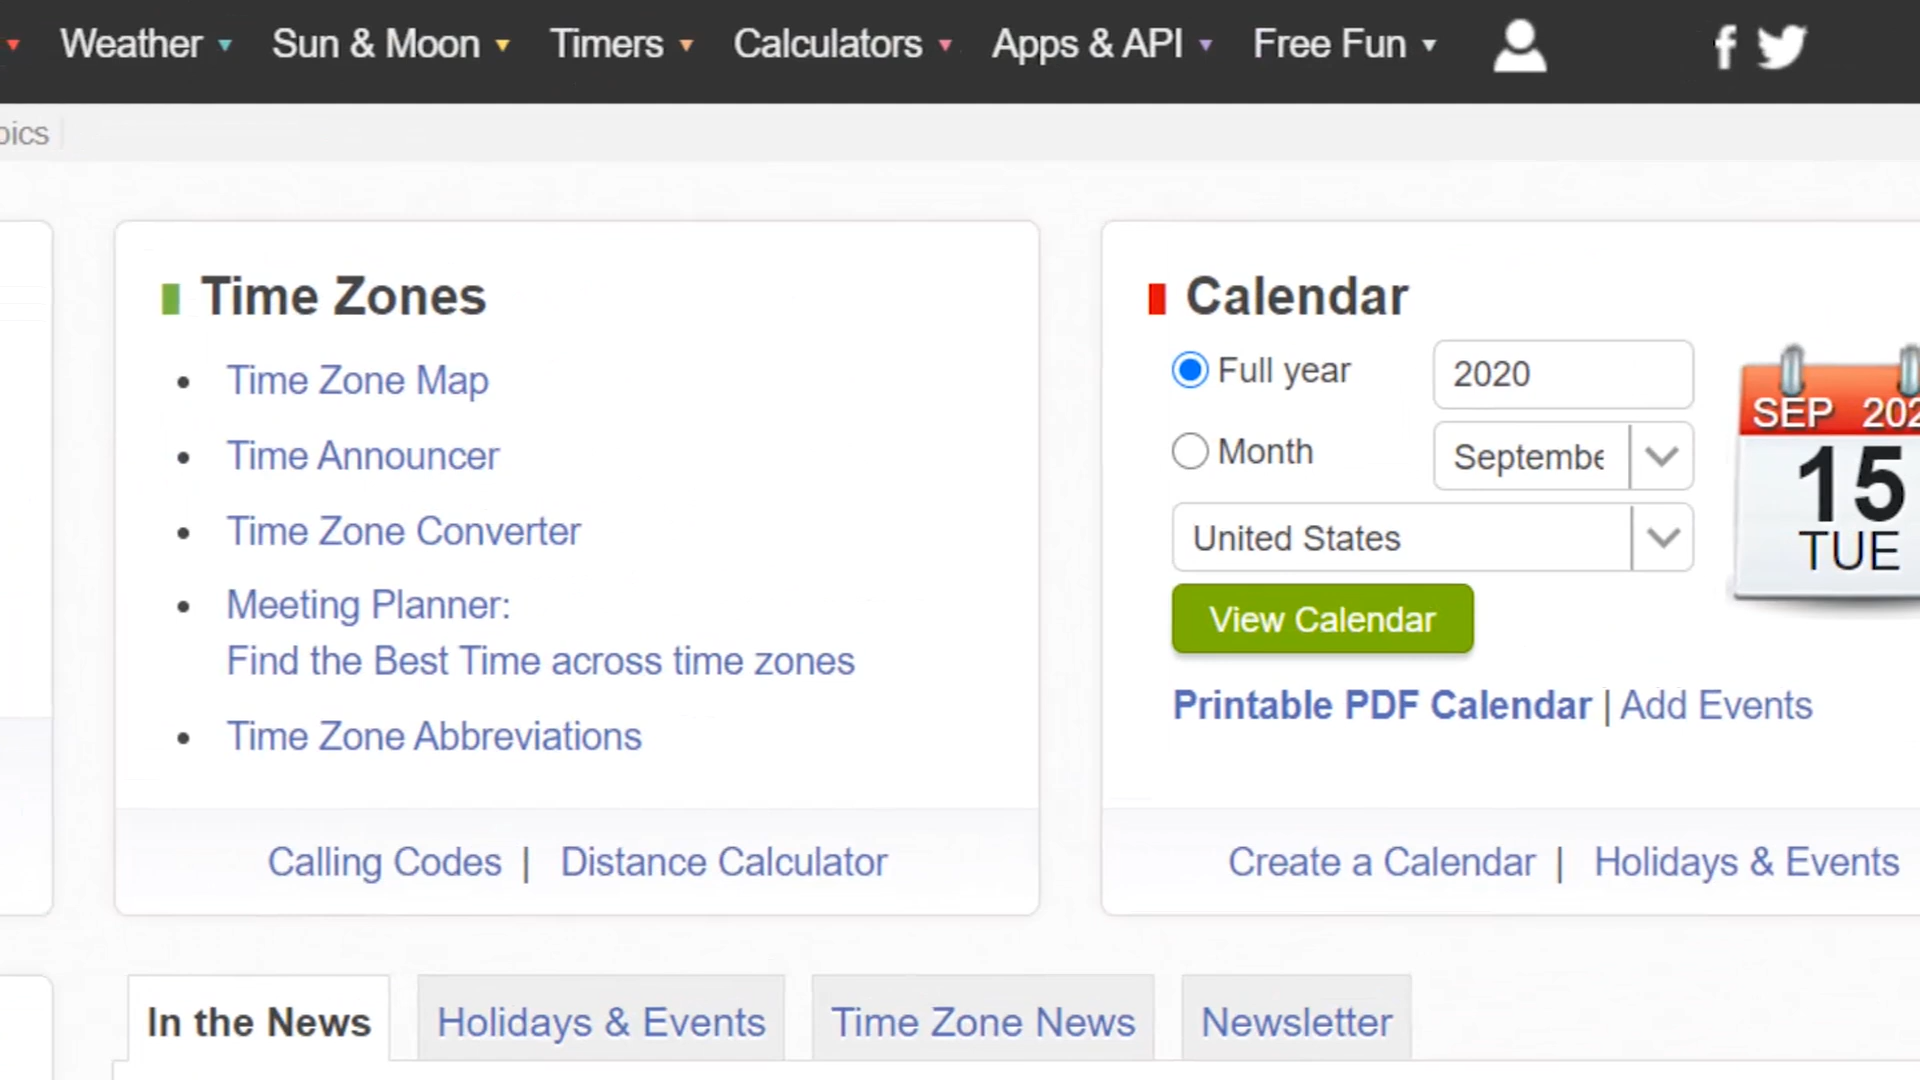 Weather Sun & Moon Timers Calculators Apps & API Free Fun
Time Zones
Time Zone Map
Time Announcer
Time Zone Converter
Meeting Planner:
Find the Best Time across time zones
Time Zone Abbreviations
Calling Codes | Distance Calculator
Calendar
Full year 2020
Month Septembe
United States
View Calendar
Printable PDF Calendar | Add Events
SEP 202
15
TUE
Create a Calendar | Holidays & Events
In the News Holidays & Events Time Zone News Newsletter